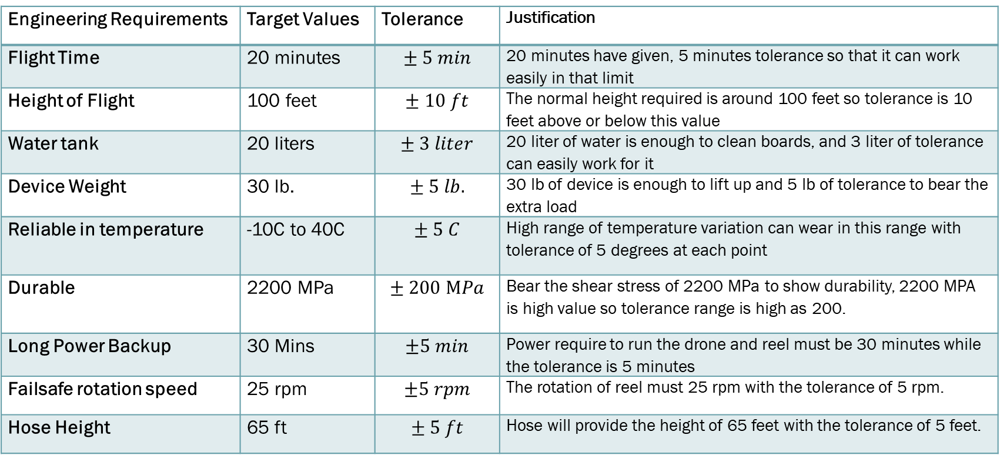 Engineering Requirements Target Values Tolerance Justification
Flight Time 20 minutes ± 5 min 20 minutes have given, 5 minutes tolerance so that it can work
easily in that limit
Height of Flight 100 feet ± 10 ft The normal height required is around 100 feet so tolerance is 10
feet above or below this value
Water tank 20 liters ± 3 liter 20 liter of water is enough to clean boards, and 3 liter of tolerance
can easily work for it
Device Weight 30 lb. ± 5 lb. 30 lb of device is enough to lift up and 5 lb of tolerance to bear the
extra load
Reliable in temperature -10C to 40C ± 5 C High range of temperature variation can wear in this range with
tolerance of 5 degrees at each point
Durable 2200 MPa ± 200 MPa Bear the shear stress of 2200 MPa to show durability, 2200 MPA
is high value so tolerance range is high as 200.
Long Power Backup 30 Mins ±5 min Power require to run the drone and reel must be 30 minutes while
the tolerance is 5 minutes
Failsafe rotation speed 25 rpm ±5 rpm The rotation of reel must 25 rpm with the tolerance of 5 rpm.
Hose Height 65 ft ± 5 ft Hose will provide the height of 65 feet with the tolerance of 5 feet.